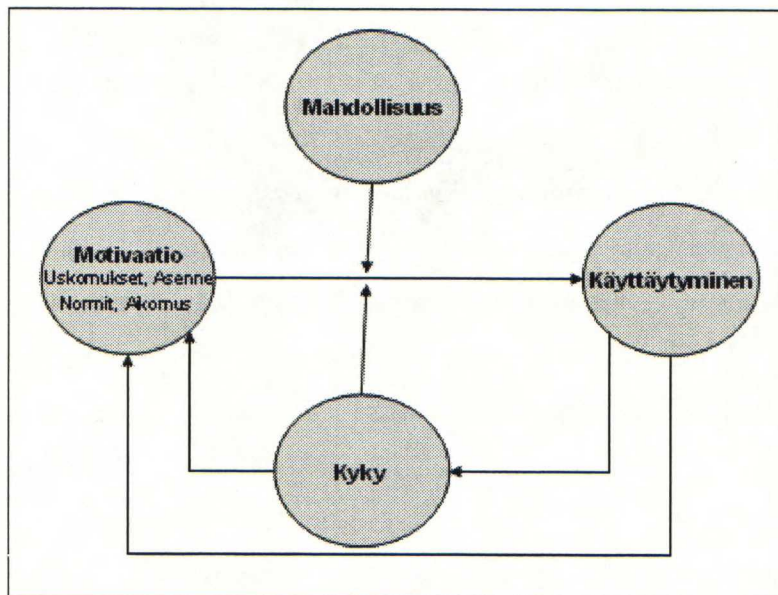 Mahdollisuus
Motivaatio
Uskomukset, Asenne
Normit, Aikomus
Käyttäytyminen
Kyky